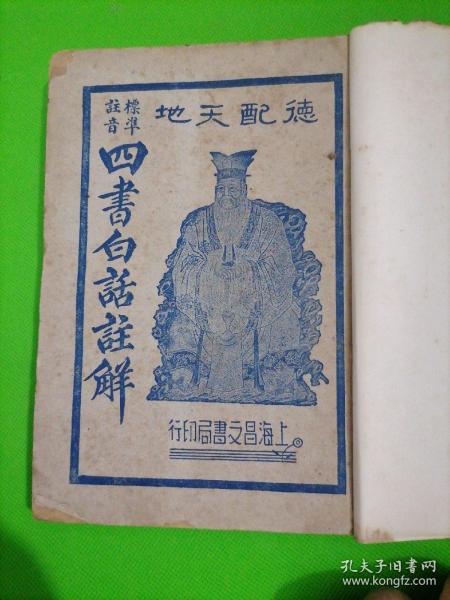 德配天地
標準
註音
四書白話註解
上海昌文書局印行
孔夫子旧书网
www.kongfz.com